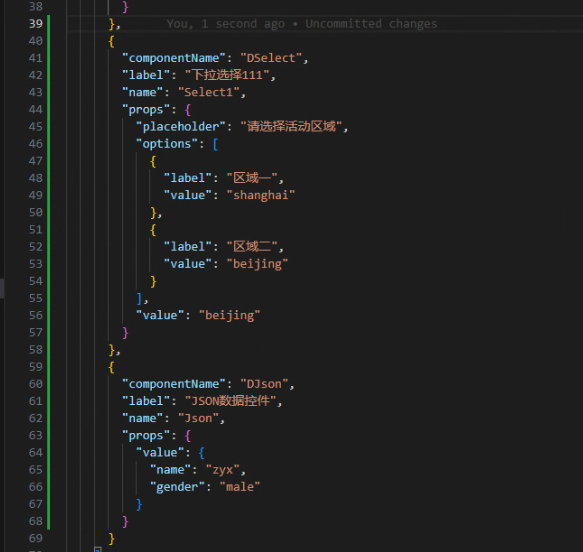 38 }
39 }, You, 1 second ago • Uncommitted changes
40 {
41 "componentName": "DSelect",
42 "label": "下拉选择111",
43 "name": "Select1",
44 "props": {
45 "placeholder": "请选择活动区域",
46 "options": [
47 {
48 "label": "区域一",
49 "value": "shanghai"
50 },
51 {
52 "label": "区域二",
53 "value": "beijing"
54 }
55 ],
56 "value": "beijing"
57 }
58 },
59 {
60 "componentName": "DJson",
61 "label": "JSON数据控件",
62 "name": "Json",
63 "props": {
64 "value": {
65 "name": "zyx",
66 "gender": "male"
67 }
68 }
69 }